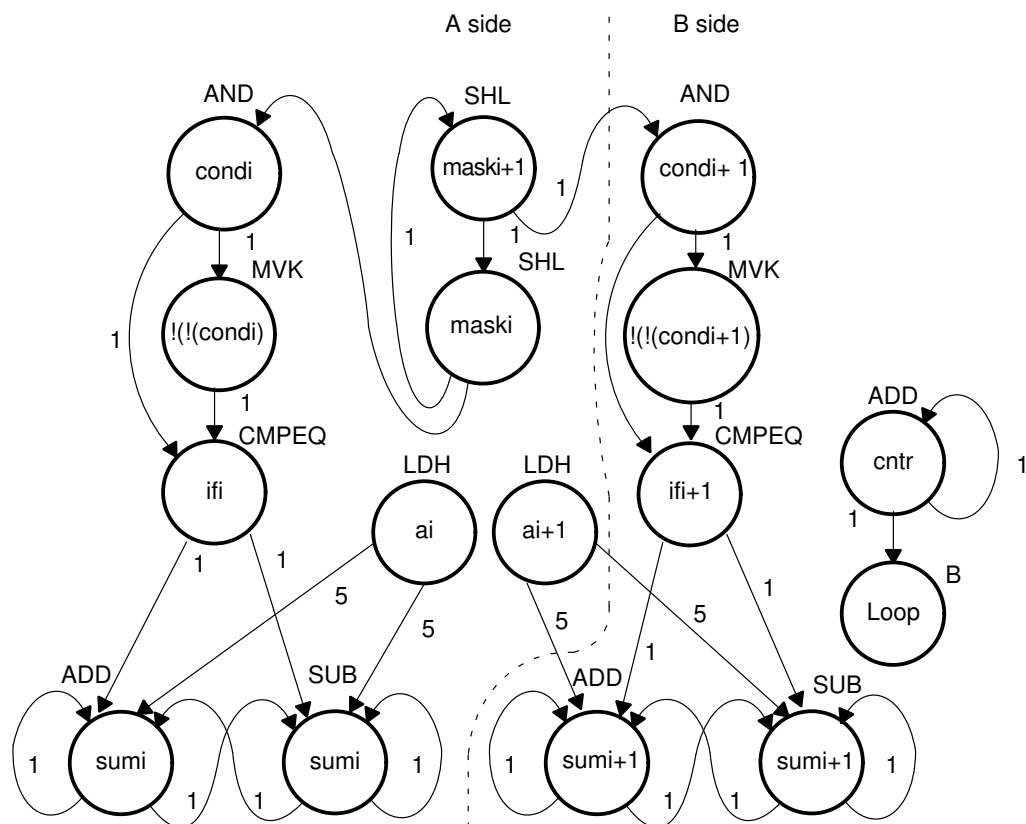 A side
B side
AND
SHL
AND
condi
maski+1
condi+ 1
1
1
1
1
1
MVK
SHL
MVK
1
!(!(condi)
maski
!(!(condi+1)
1
1
CMPEQ
CMPEQ
ADD
ifi
LDH
LDH
ifi+1
cntr
1
ai
ai+1
1
1
1
B
5
5
5
5
1
1
Loop
ADD
SUB
ADD
SUB
1
sumi
sumi
1
1
sumi+1
sumi+1
1
1
1
1
1